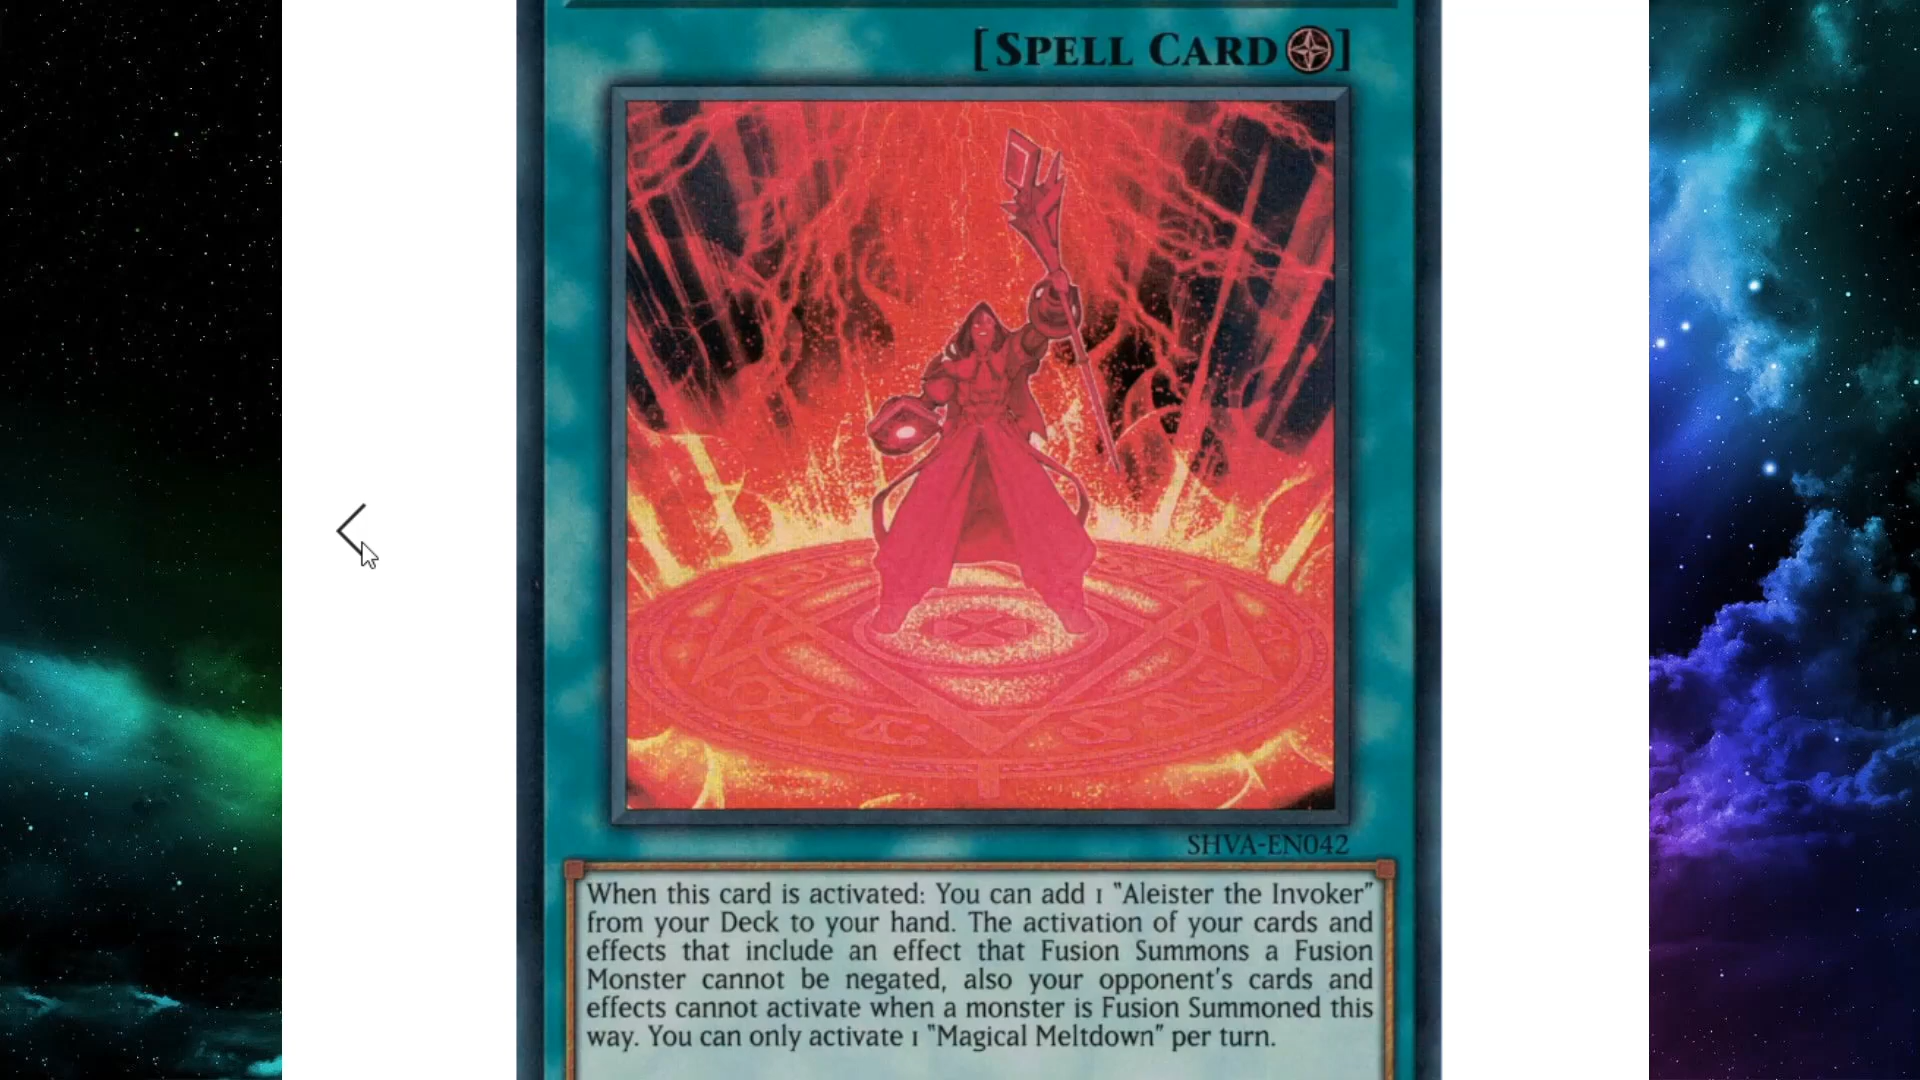 [SPELL CARD]
SHVA-EN042
When this card is activated: You can add 1 "Aleister the Invoker"
from your Deck to your hand. The activation of your cards and
effects that include an effect that Fusion Summons a Fusion
Monster cannot be negated, also your opponent's cards and
effects cannot activate when a monster is Fusion Summoned this
way. You can only activate 1 "Magical Meltdown" per turn.